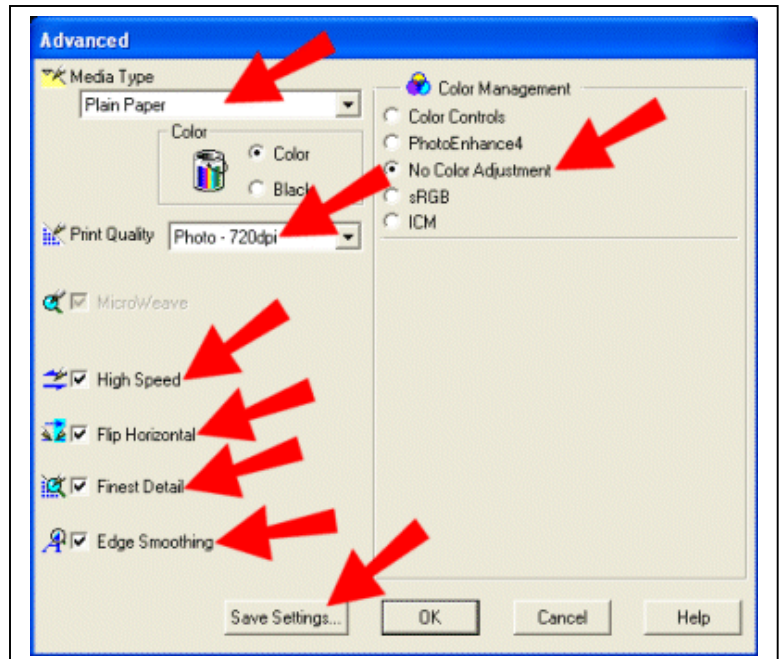 Advanced
Media Type
Plain Paper
Color
Color
Black
Print Quality
Photo - 720dpi
MicroWeave
High Speed
Flip Horizontal
Finest Detail
Edge Smoothing
Color Management
Color Controls
PhotoEnhance4
No Color Adjustment
sRGB
ICM
Save Settings...
OK
Cancel
Help